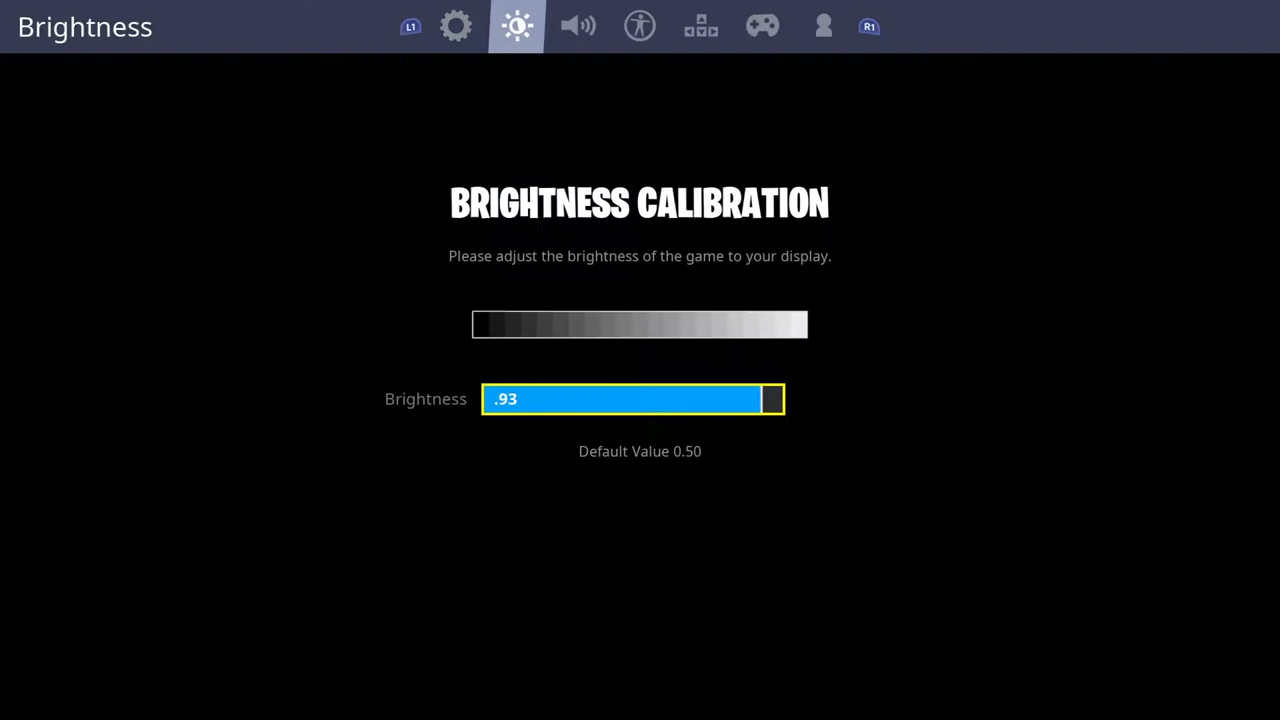 Brightness
L1
R1
BRIGHTNESS CALIBRATION
Please adjust the brightness of the game to your display.
Brightness
.93
Default Value 0.50